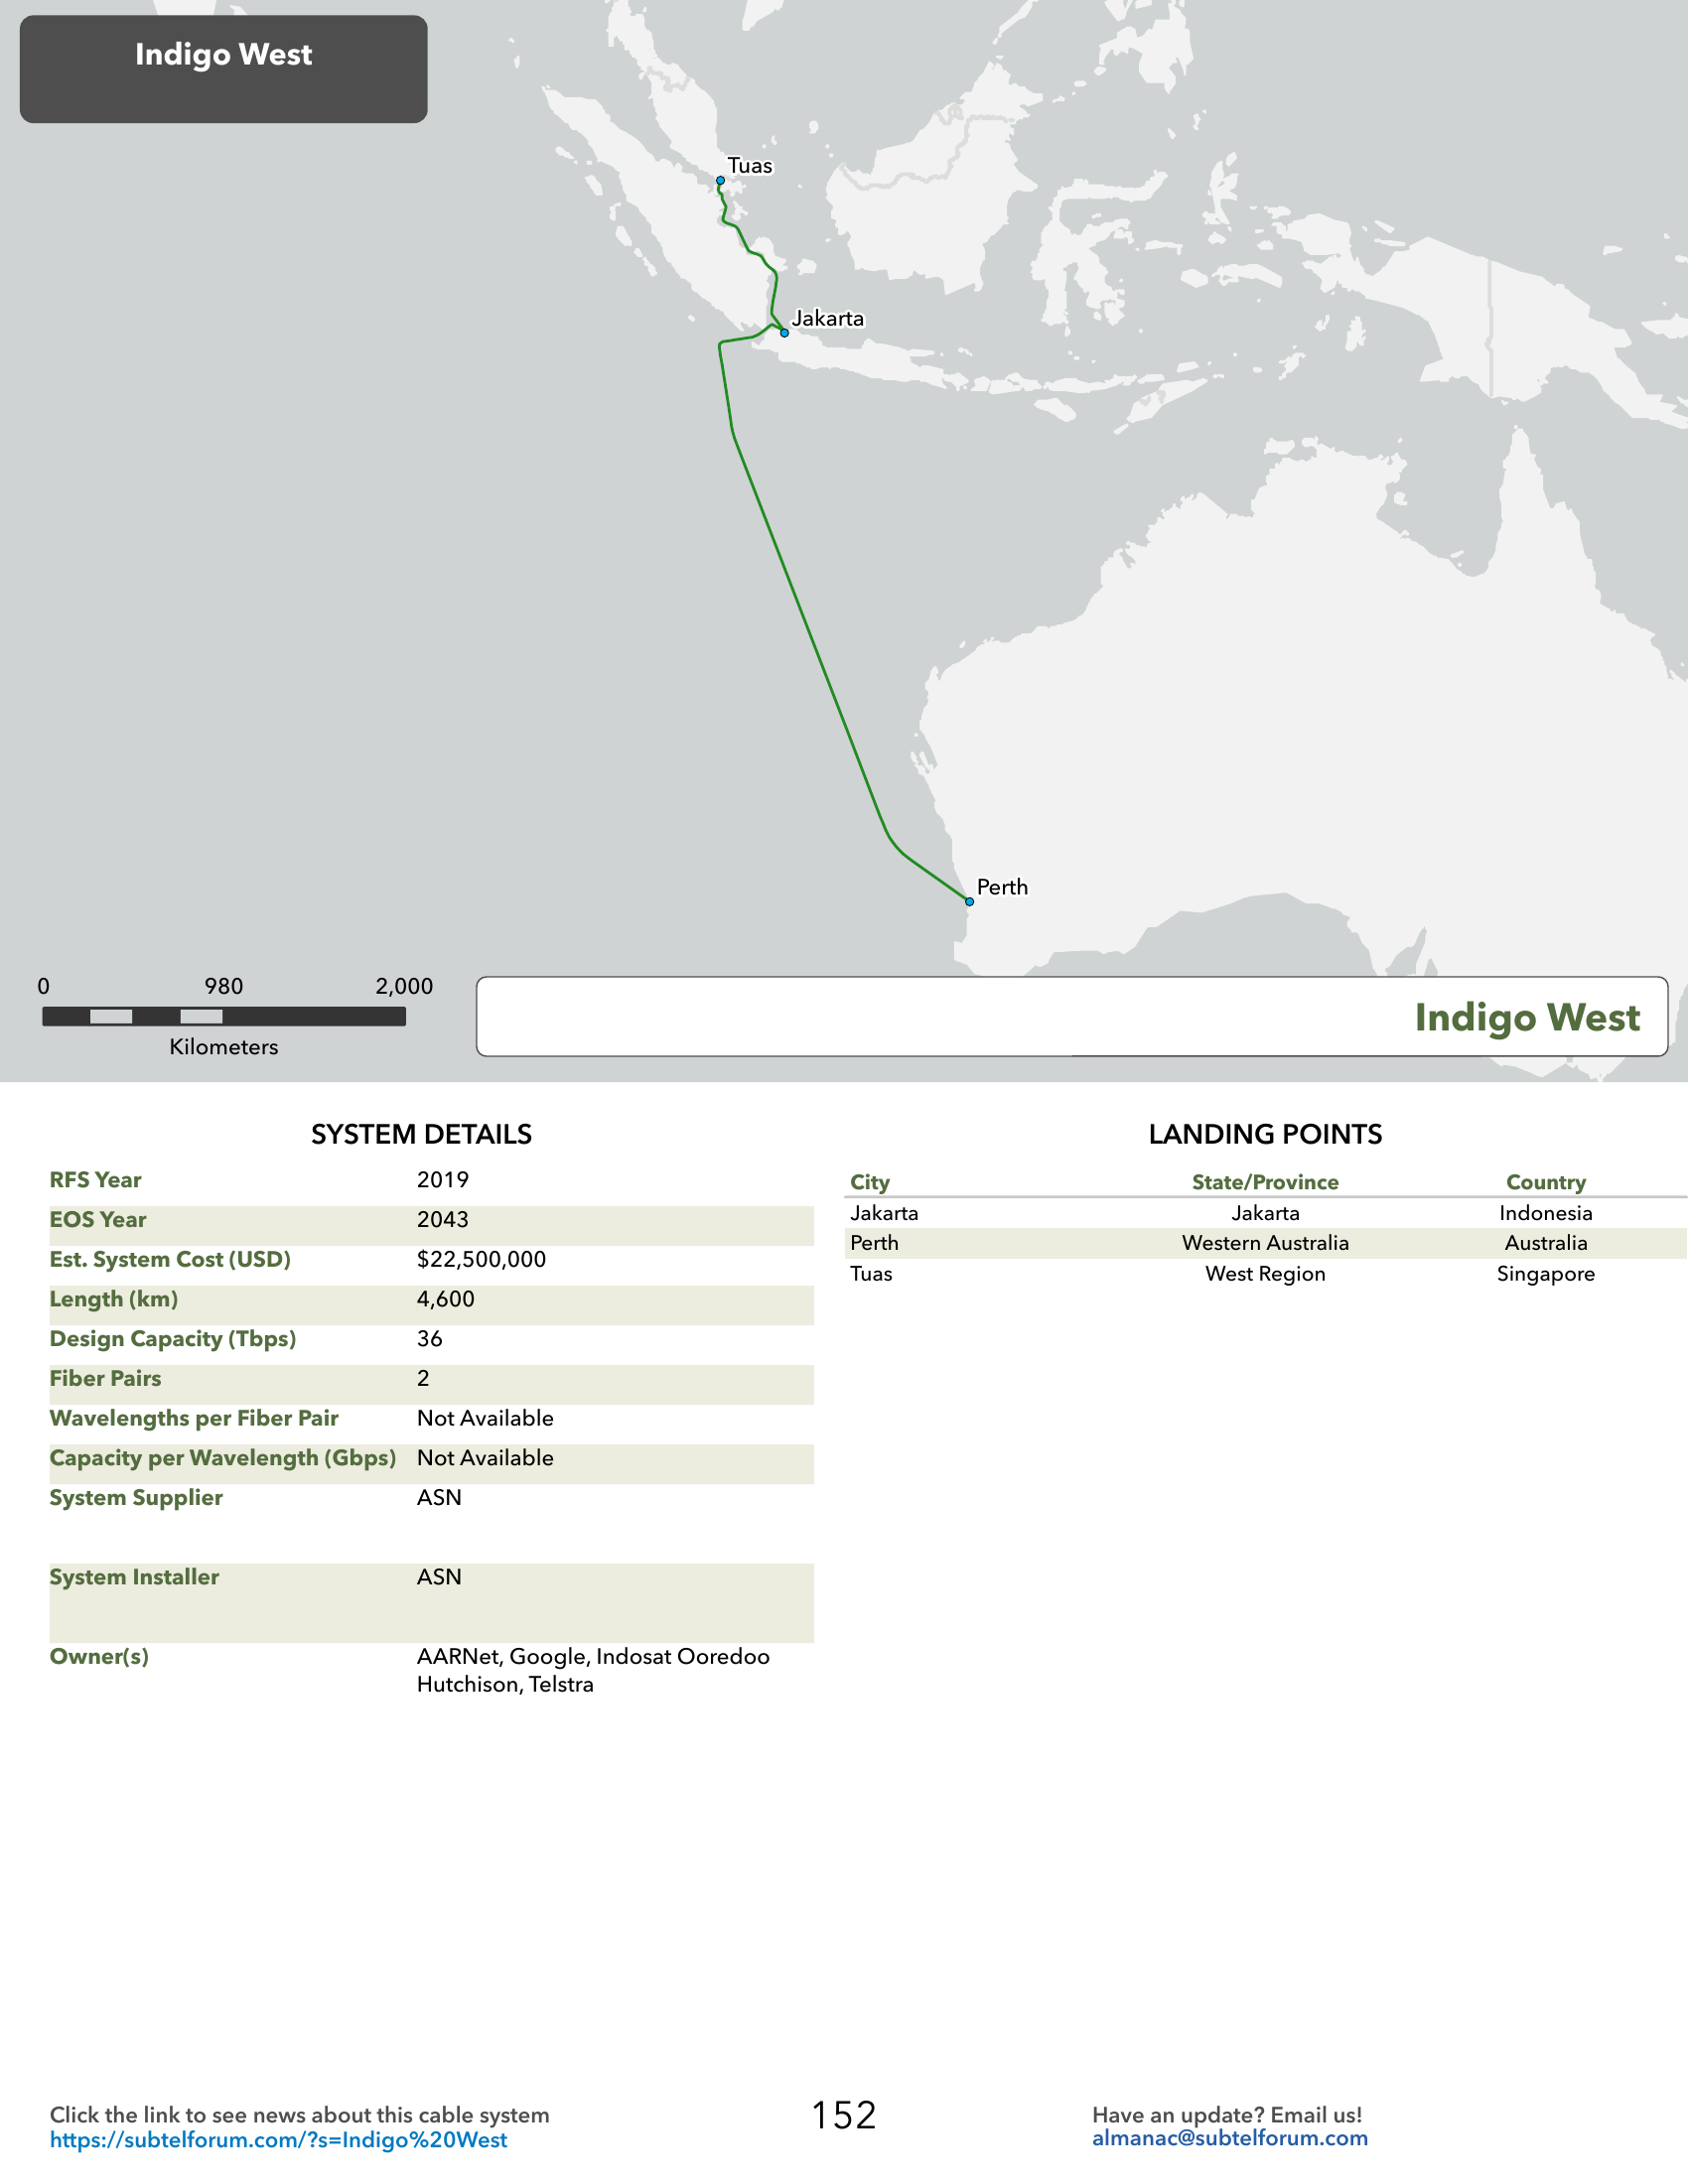 Indigo West
Tuas
Jakarta
Perth
0 980 2,000
Kilometers
Indigo West
SYSTEM DETAILS
RFS Year 2019
EOS Year 2043
Est. System Cost (USD) $22,500,000
Length (km) 4,600
Design Capacity (Tbps) 36
Fiber Pairs 2
Wavelengths per Fiber Pair Not Available
Capacity per Wavelength (Gbps) Not Available
System Supplier ASN
System Installer ASN
Owner(s) AARNet, Google, Indosat Ooredoo
Hutchison, Telstra
LANDING POINTS
City State/Province Country
Jakarta Jakarta Indonesia
Perth Western Australia Australia
Tuas West Region Singapore
Click the link to see news about this cable system
https://subtelforum.com/?s=Indigo%20West
152
Have an update? Email us!
almanac@subtelforum.com